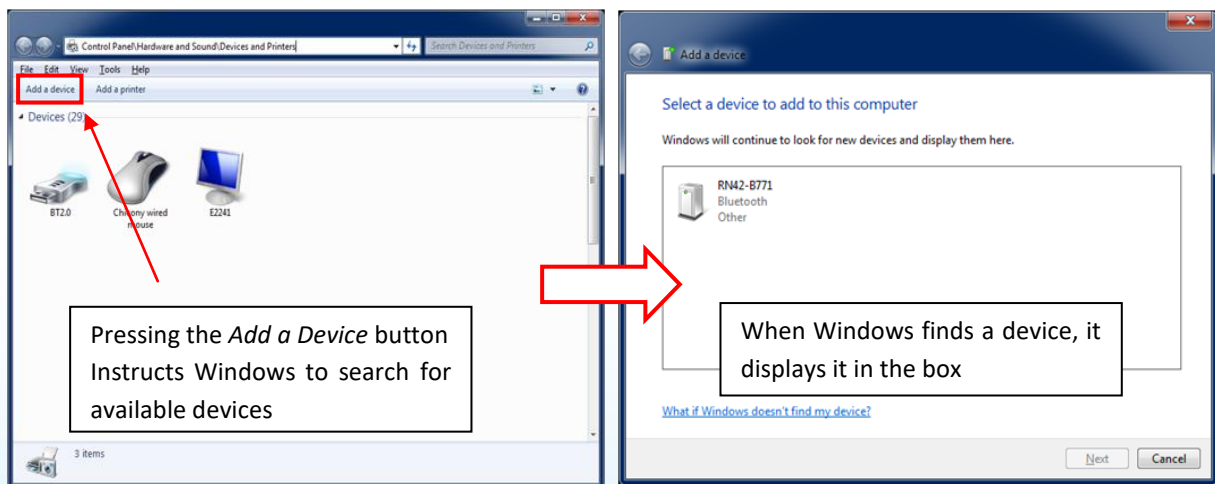 Control Panel\Hardware and Sound\Devices and Printers
Search Devices and Printers
File Edit View Tools Help
Add a device Add a printer
Devices (29)
BT2.0
Chicony wired
mouse
E2241
Pressing the Add a Device button
Instructs Windows to search for
available devices
3 items
Add a device
Select a device to add to this computer
Windows will continue to look for new devices and display them here.
RN42-B771
Bluetooth
Other
When Windows finds a device, it
displays it in the box
What if Windows doesn't find my device?
Next Cancel